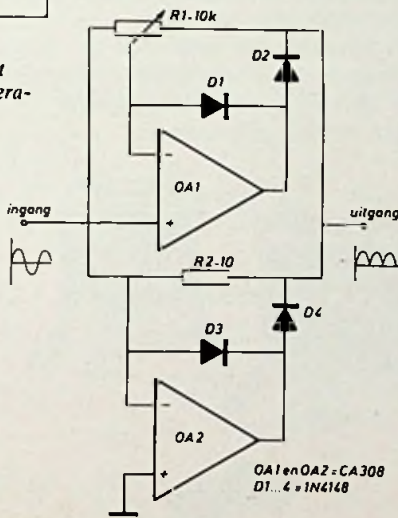 era-
R1-10k
D2
D1
-
OA1
ingang
+
uitgang
R2-10
D4
D3
-
OA2
+
OA1 en OA2 = CA308
D1...4 = 1N4148